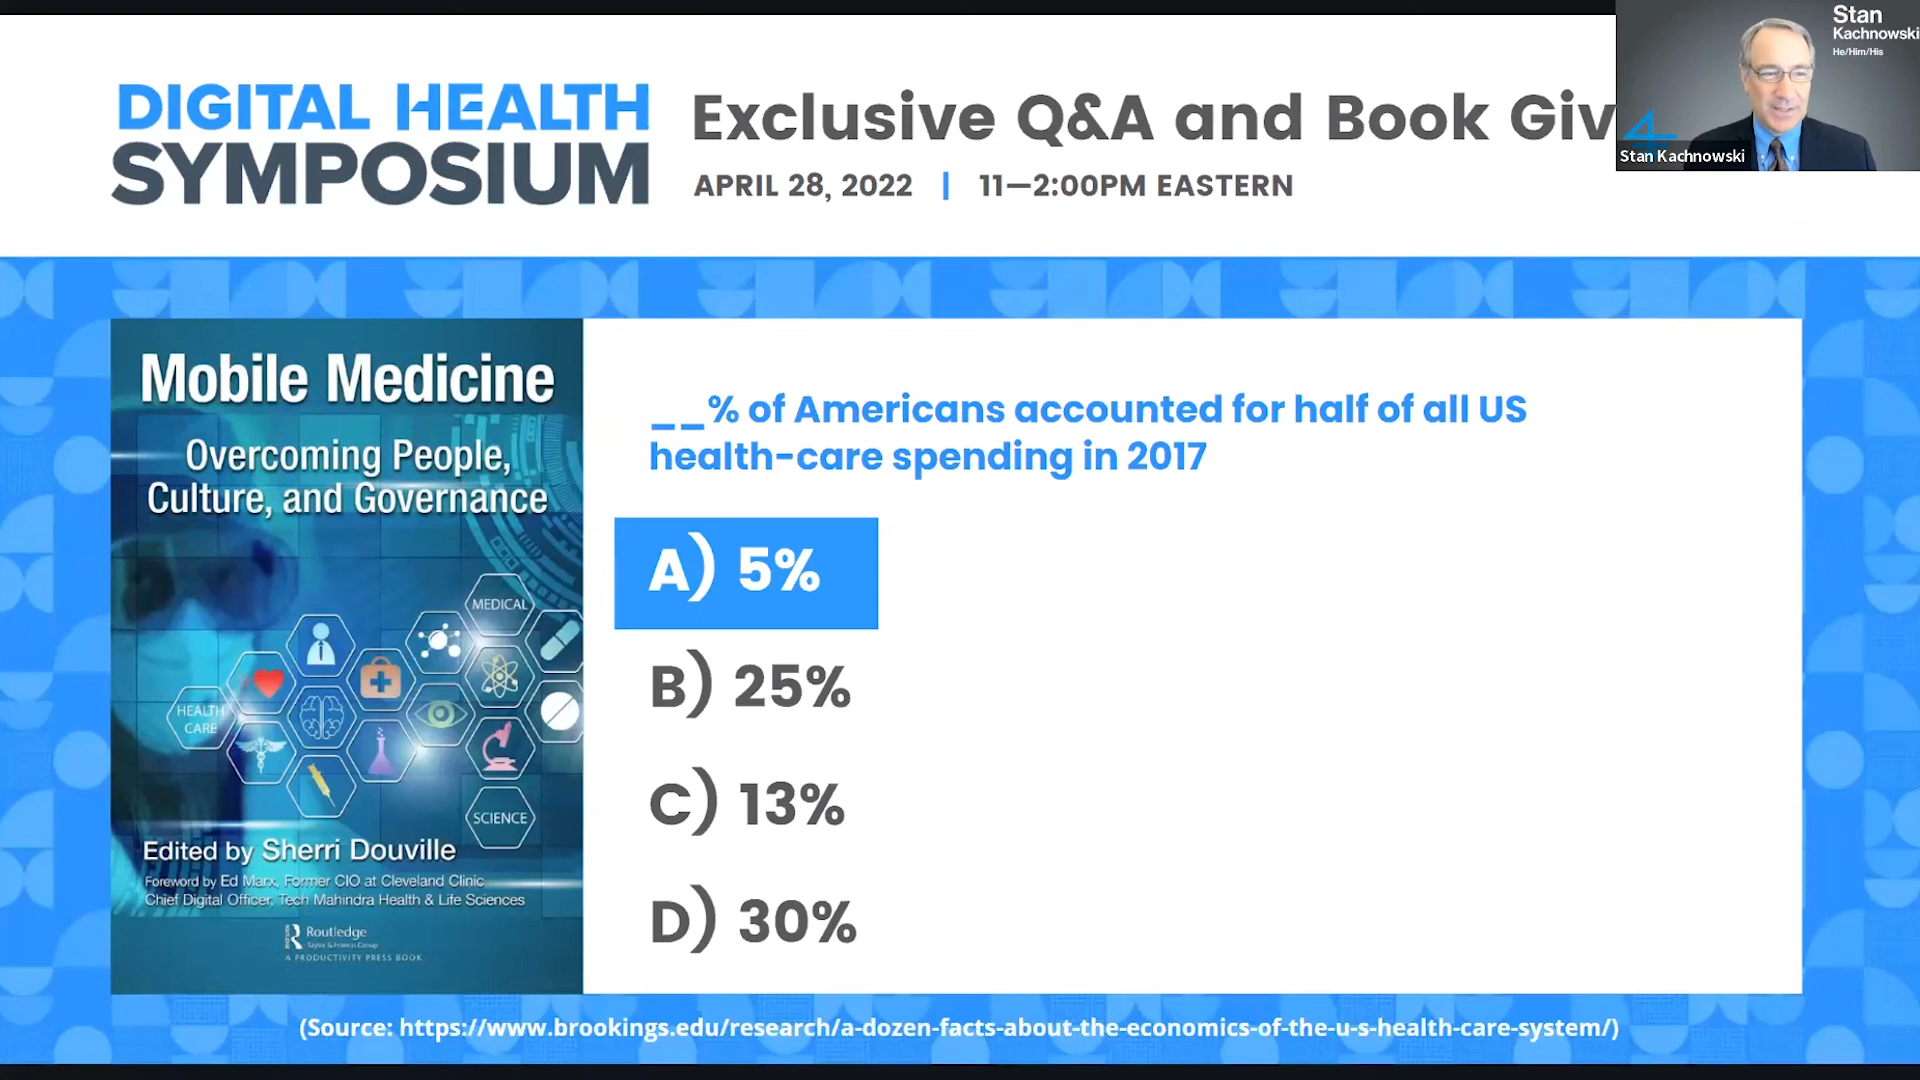 DIGITAL HEALTH
SYMPOSIUM
Exclusive Q&A and Book Giv
APRIL 28, 2022 | 11—2:00PM EASTERN
Stan
Kachnowski
He/Him/His
Stan Kachnowski
Mobile Medicine
Overcoming People,
Culture, and Governance
MEDICAL
HEALTH
CARE
SCIENCE
Edited by Sherri Douville
Foreword by Ed Marx, Former CIO at Cleveland Clinic
Chief Digital Officer, Tech Mahindra Health & Life Sciences
Routledge
Taylor & Francis Group
A PRODUCTIVITY PRESS BOOK
__% of Americans accounted for half of all US
health-care spending in 2017
A) 5%
B) 25%
C) 13%
D) 30%
(Source: https://www.brookings.edu/research/a-dozen-facts-about-the-economics-of-the-u-s-health-care-system/)